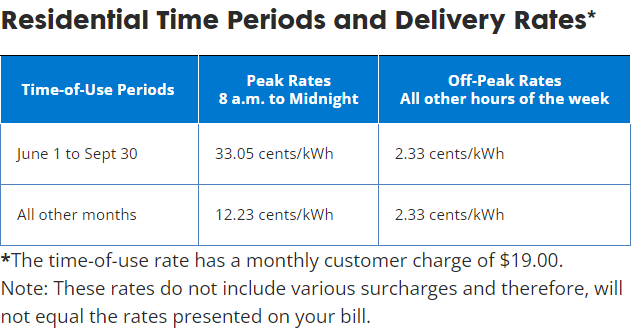 Residential Time Periods and Delivery Rates*
Time-of-Use Periods
Peak Rates
8 a.m. to Midnight
Off-Peak Rates
All other hours of the week
June 1 to Sept 30
33.05 cents/kWh
2.33 cents/kWh
All other months
12.23 cents/kWh
2.33 cents/kWh
*The time-of-use rate has a monthly customer charge of $19.00.
Note: These rates do not include various surcharges and therefore, will
not equal the rates presented on your bill.